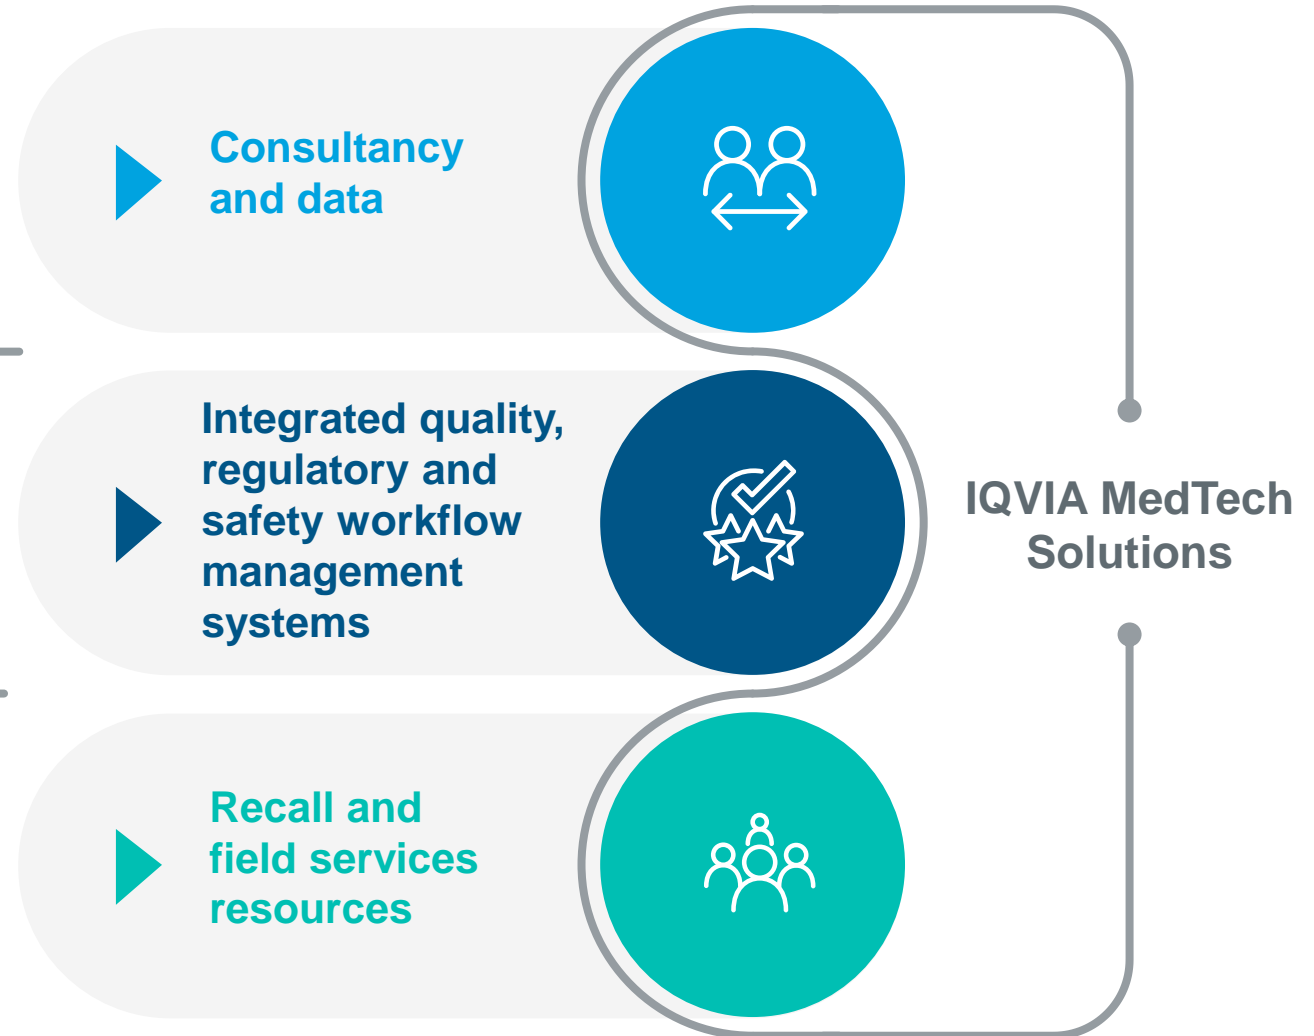 Consultancy
and data
Integrated quality,
regulatory and
safety workflow
management
systems
Recall and
field services
resources
IQVIA MedTech
Solutions